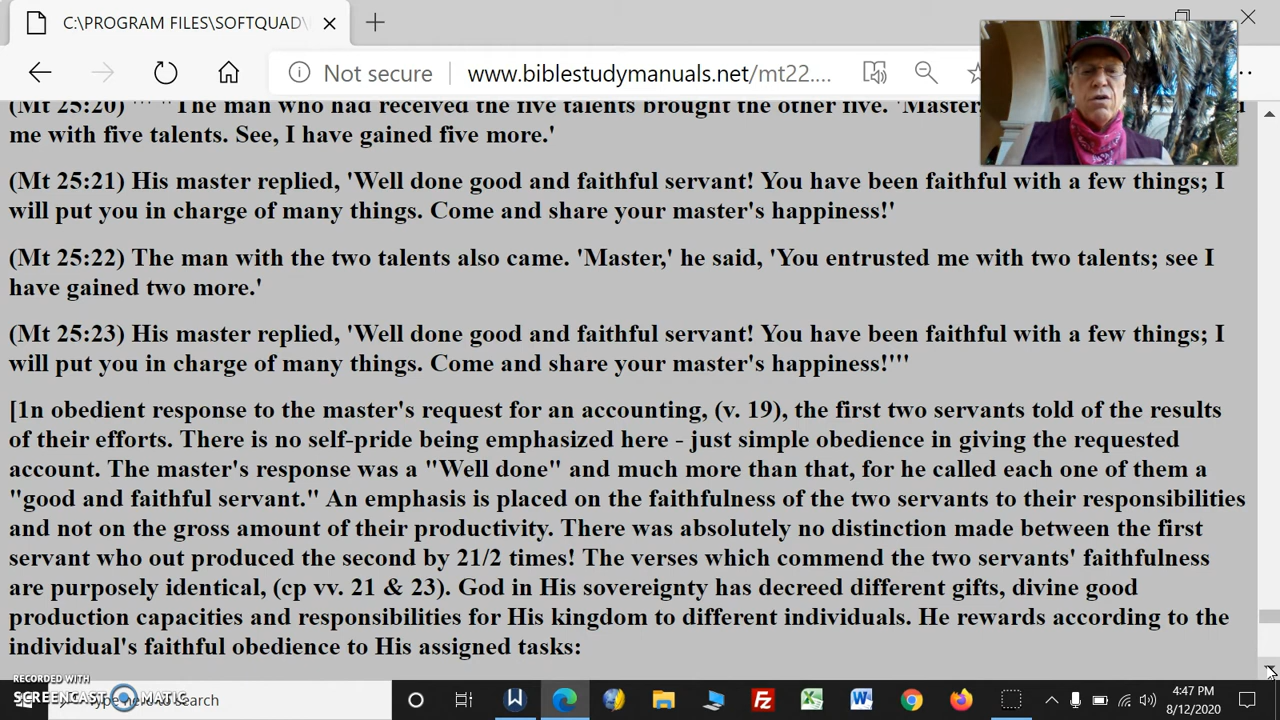 C:\PROGRAM FILES\SOFTQUAD\
Not secure www.biblestudymanuals.net/mt22....
(Mt 25:20) ''' "The man who had received the five talents brought the other five. 'Master,
me with five talents. See, I have gained five more.'
(Mt 25:21) His master replied, 'Well done good and faithful servant! You have been faithful with a few things; I
will put you in charge of many things. Come and share your master's happiness!'
(Mt 25:22) The man with the two talents also came. 'Master,' he said, 'You entrusted me with two talents; see I
have gained two more.'
(Mt 25:23) His master replied, 'Well done good and faithful servant! You have been faithful with a few things; I
will put you in charge of many things. Come and share your master's happiness!'''
[1n obedient response to the master's request for an accounting, (v. 19), the first two servants told of the results
of their efforts. There is no self-pride being emphasized here - just simple obedience in giving the requested
account. The master's response was a "Well done" and much more than that, for he called each one of them a
"good and faithful servant." An emphasis is placed on the faithfulness of the two servants to their responsibilities
and not on the gross amount of their productivity. There was absolutely no distinction made between the first
servant who out produced the second by 21/2 times! The verses which commend the two servants' faithfulness
are purposely identical, (cp vv. 21 & 23). God in His sovereignty has decreed different gifts, divine good
production capacities and responsibilities for His kingdom to different individuals. He rewards according to the
individual's faithful obedience to His assigned tasks:
RECORDED WITH
SCREENCAST MATIC
Type here to search
4:47 PM
8/12/2020